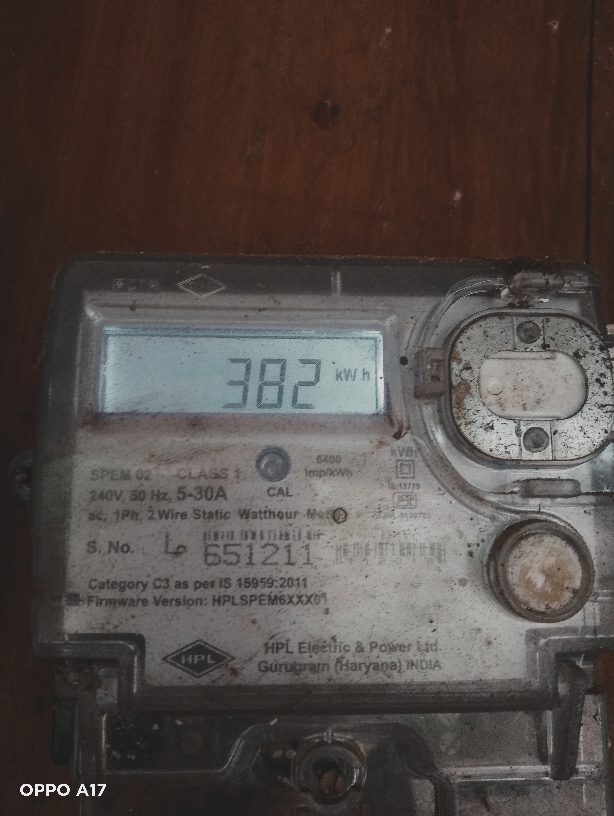 382 kWh
SPEM 02 CLASS 1
6400
imp/kWh
240V, 50 Hz, 5-30A
CAL
ac, 1Ph, 2 Wire Static Watthour
S. No. 651211
Category C3 as per IS 15959:2011
Firmware Version: HPLSPEM6XXX01
HPL
HPL Electric & Power Ltd.
Gurugram (Haryana) INDIA
OPPO A17